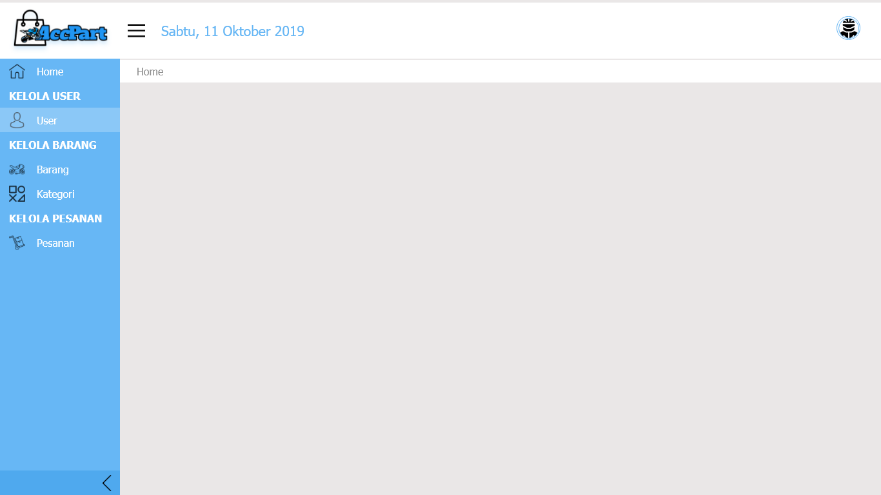 AccPart
Sabtu, 11 Oktober 2019
Home
Home
KELOLA USER
User
KELOLA BARANG
Barang
Kategori
KELOLA PESANAN
Pesanan